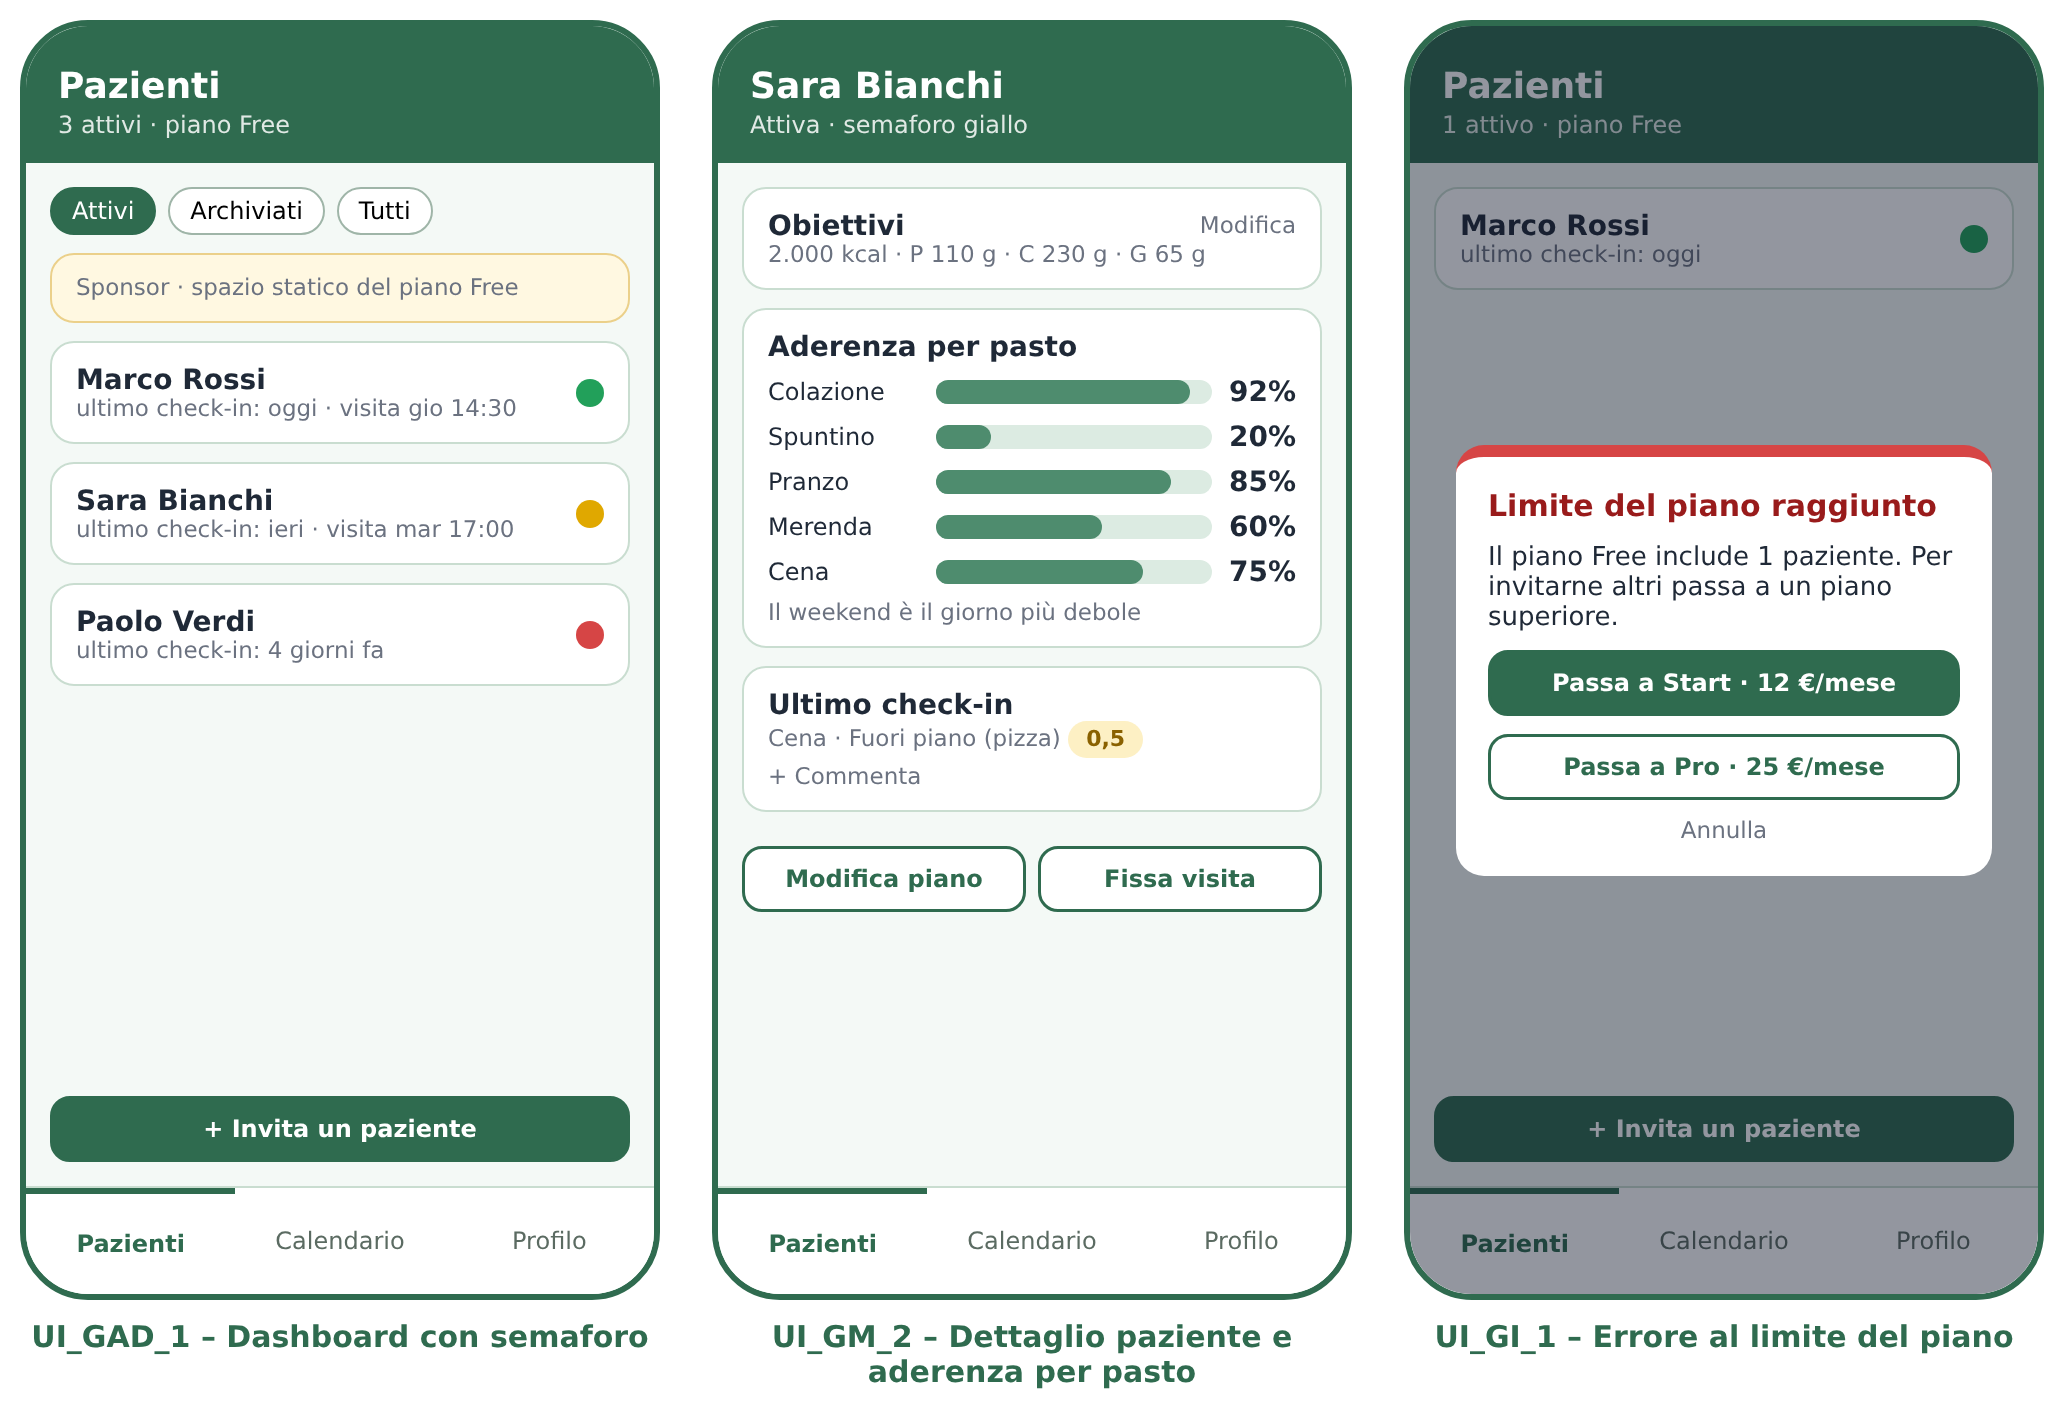 Pazienti
3 attivi · piano Free
Attivi
Archiviati
Tutti
Sponsor · spazio statico del piano Free
Marco Rossi
ultimo check-in: oggi · visita gio 14:30
Sara Bianchi
ultimo check-in: ieri · visita mar 17:00
Paolo Verdi
ultimo check-in: 4 giorni fa
+ Invita un paziente
Pazienti
Calendario
Profilo
UI_GAD_1 – Dashboard con semaforo
Sara Bianchi
Attiva · semaforo giallo
Obiettivi
Modifica
2.000 kcal · P 110 g · C 230 g · G 65 g
Aderenza per pasto
Colazione 92%
Spuntino 20%
Pranzo 85%
Merenda 60%
Cena 75%
Il weekend è il giorno più debole
Ultimo check-in
Cena · Fuori piano (pizza) 0,5
+ Commenta
Modifica piano
Fissa visita
Pazienti
Calendario
Profilo
UI_GM_2 – Dettaglio paziente e
aderenza per pasto
Pazienti
1 attivo · piano Free
Marco Rossi
ultimo check-in: oggi
Limite del piano raggiunto
Il piano Free include 1 paziente. Per
invitarne altri passa a un piano
superiore.
Passa a Start · 12 €/mese
Passa a Pro · 25 €/mese
Annulla
+ Invita un paziente
Pazienti
Calendario
Profilo
UI_GI_1 – Errore al limite del piano